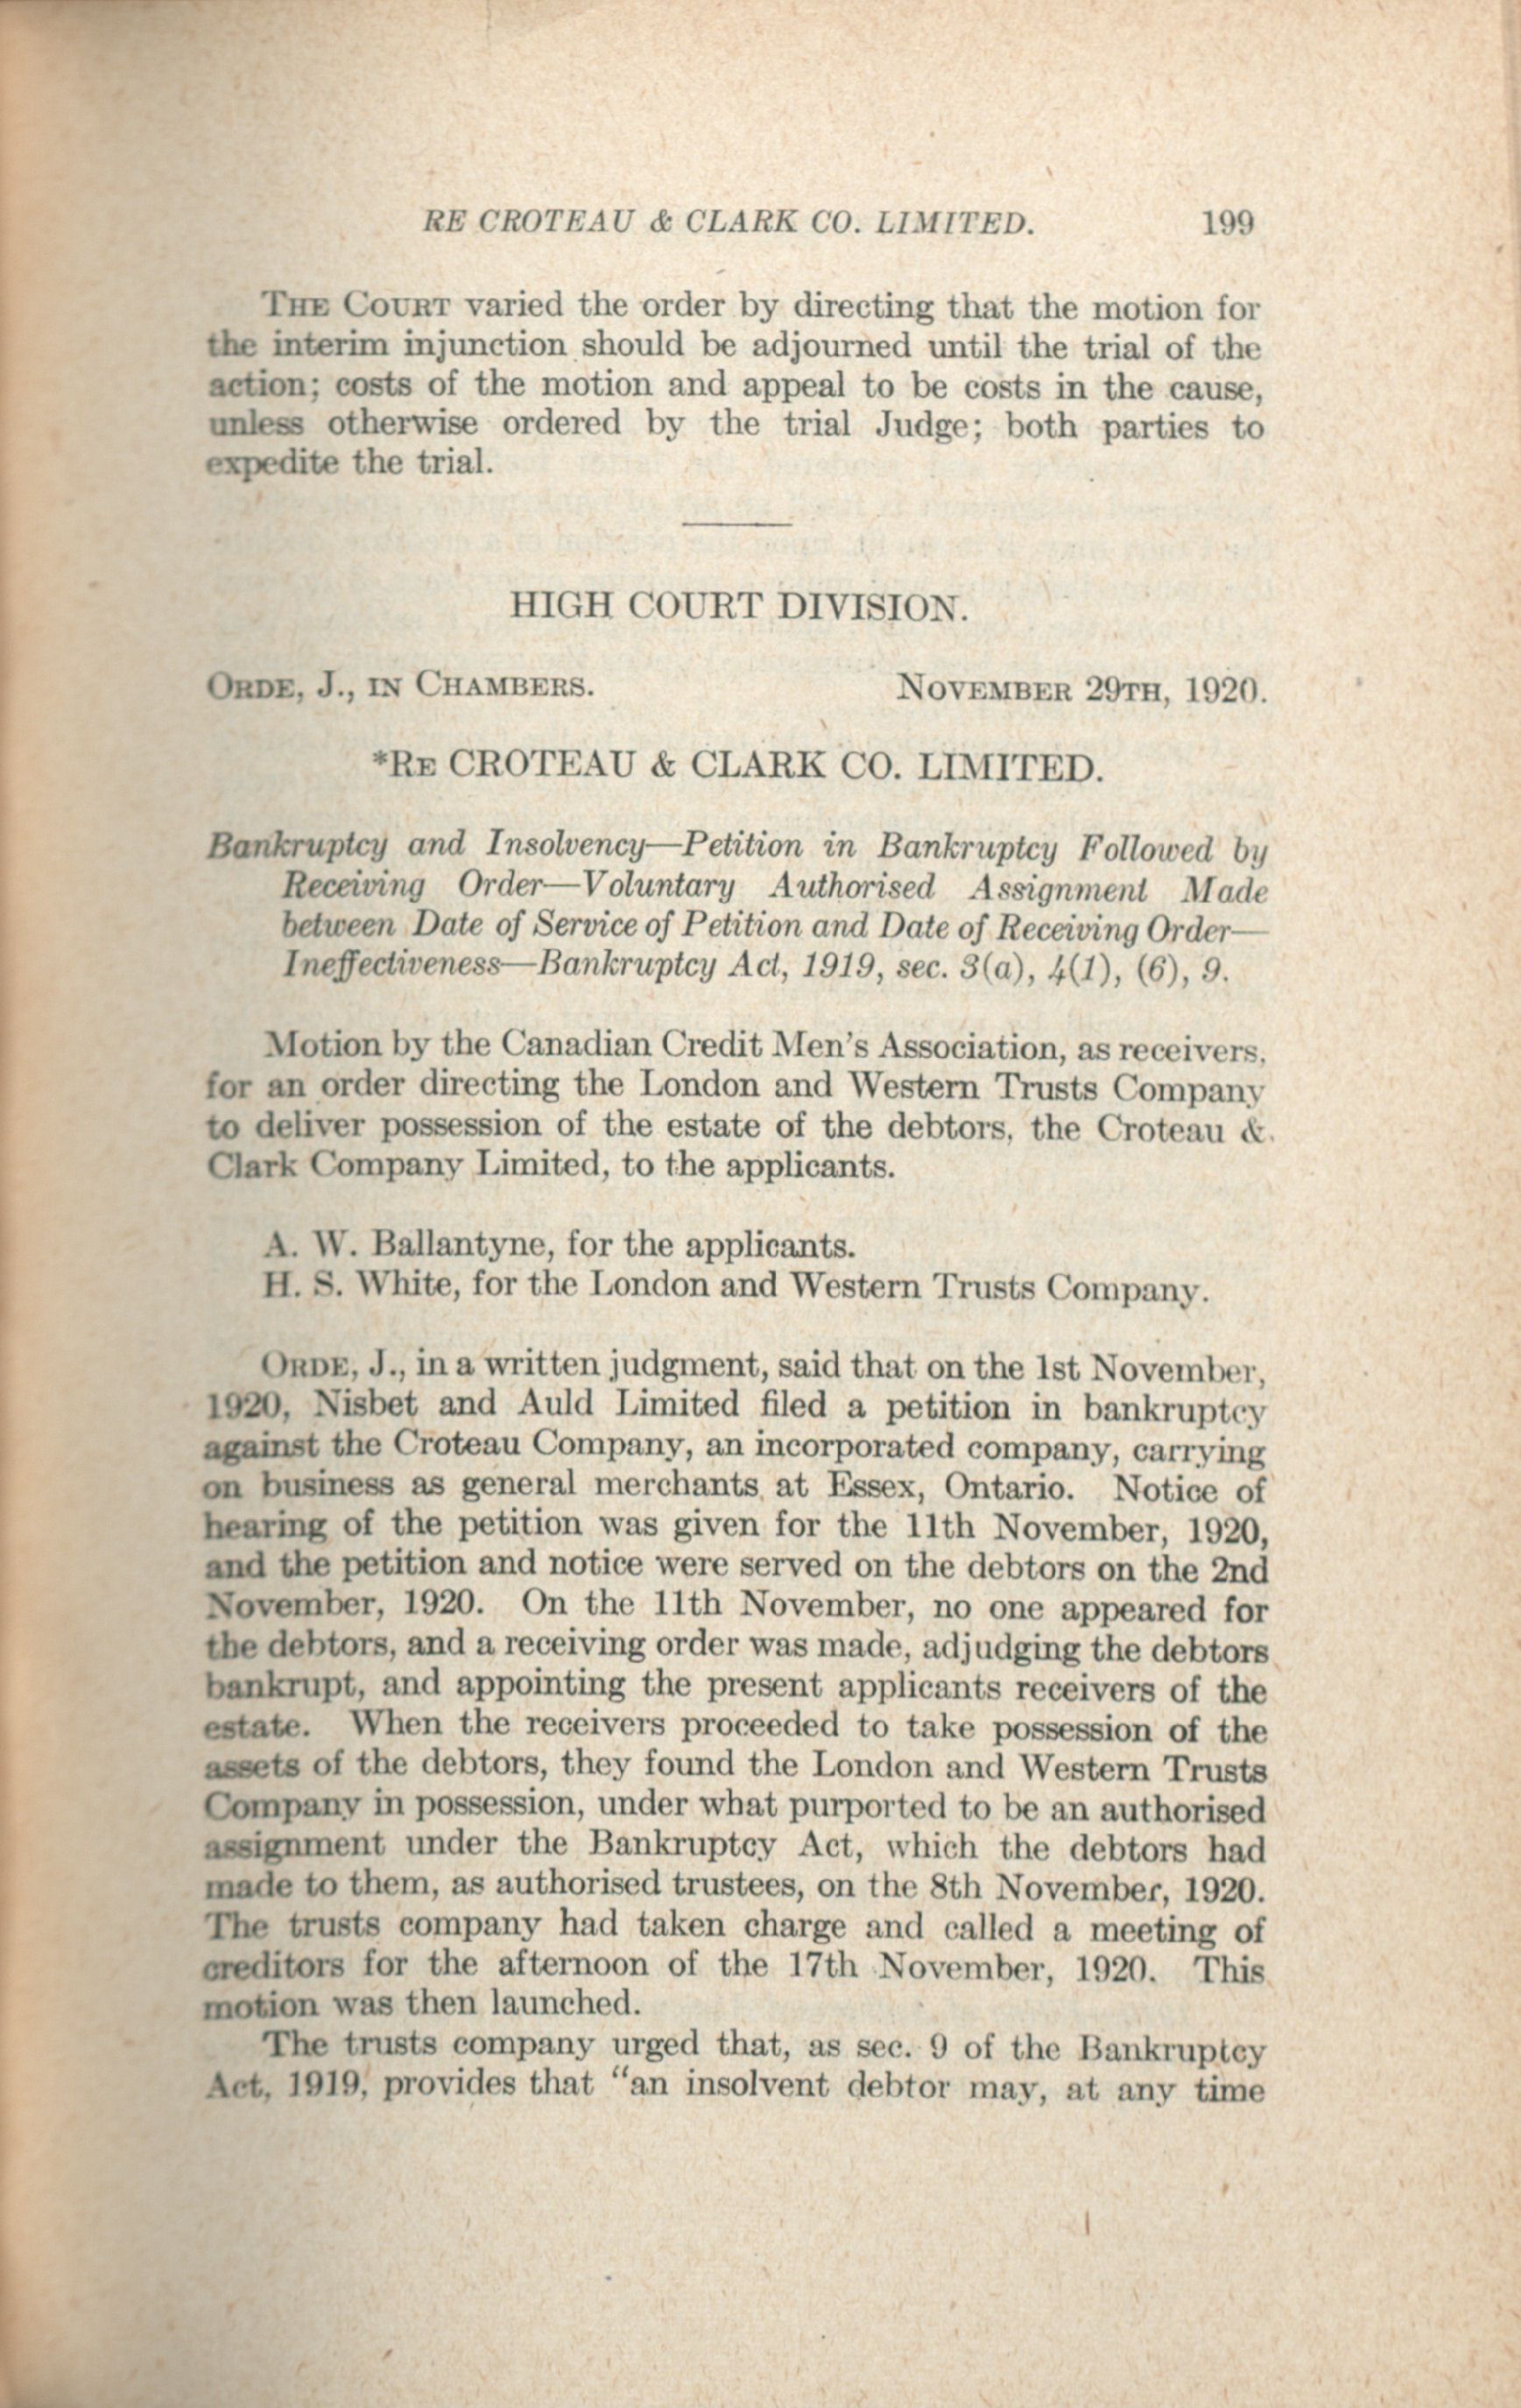 RE CROTEAU & CLARK CO. LIMITED. 199
THE COURT varied the order by directing that the motion for
the interim injunction should be adjourned until the trial of the
action; costs of the motion and appeal to be costs in the cause,
unless otherwise ordered by the trial Judge; both parties to
expedite the trial.
HIGH COURT DIVISION.
ORDE, J., IN CHAMBERS. NOVEMBER 29TH, 1920.
*RE CROTEAU & CLARK CO. LIMITED.
Bankruptcy and Insolvency—Petition in Bankruptcy Followed by
Receiving Order—Voluntary Authorised Assignment Made
between Date of Service of Petition and Date of Receiving Order—
Ineffectiveness—Bankruptcy Act, 1919, sec. 3(a), 4(1), (6), 9.
Motion by the Canadian Credit Men's Association, as receivers,
for an order directing the London and Western Trusts Company
to deliver possession of the estate of the debtors, the Croteau &
Clark Company Limited, to the applicants.
A. W. Ballantyne, for the applicants.
H. S. White, for the London and Western Trusts Company.
ORDE, J., in a written judgment, said that on the 1st November,
1920, Nisbet and Auld Limited filed a petition in bankruptcy
against the Croteau Company, an incorporated company, carrying
on business as general merchants at Essex, Ontario. Notice of
hearing of the petition was given for the 11th November, 1920,
and the petition and notice were served on the debtors on the 2nd
November, 1920. On the 11th November, no one appeared for
the debtors, and a receiving order was made, adjudging the debtors
bankrupt, and appointing the present applicants receivers of the
estate. When the receivers proceeded to take possession of the
assets of the debtors, they found the London and Western Trusts
Company in possession, under what purported to be an authorised
assignment under the Bankruptcy Act, which the debtors had
made to them, as authorised trustees, on the 8th November, 1920.
The trusts company had taken charge and called a meeting of
creditors for the afternoon of the 17th November, 1920. This
motion was then launched.
The trusts company urged that, as sec. 9 of the Bankruptcy
Act, 1919, provides that "an insolvent debtor may, at any time